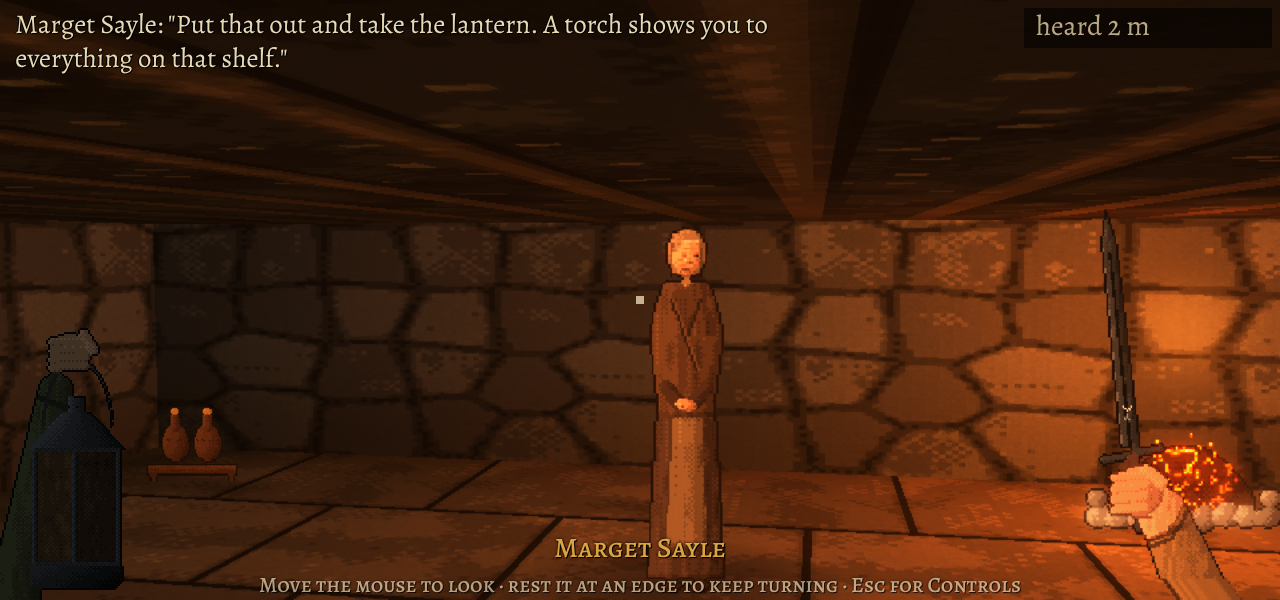 Marget Sayle: "Put that out and take the lantern. A torch shows you to
everything on that shelf."
heard 2 m
Marget Sayle
Move the mouse to look · rest it at an edge to keep turning · Esc for Controls